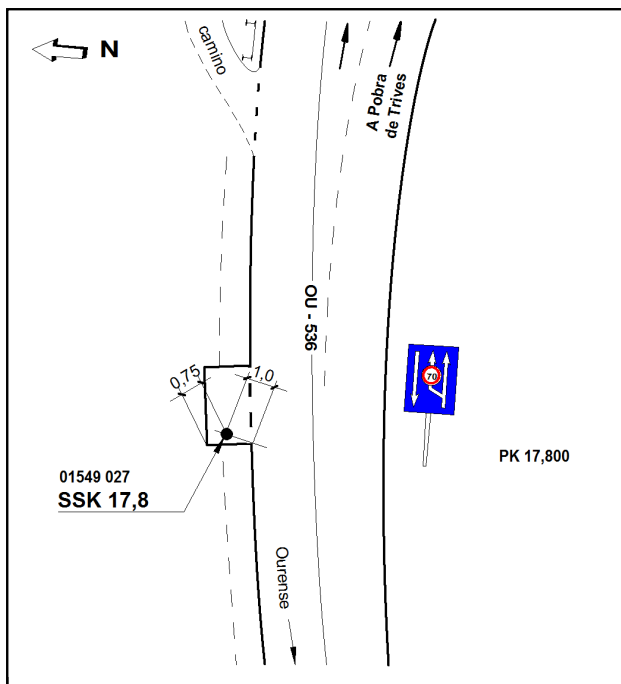 N
camino
A Pobra
de Trives
OU - 536
0,75
1,0
70
01549 027
SSK 17,8
PK 17,800
Ourense